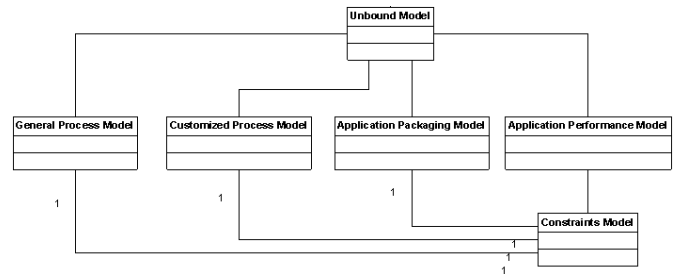 Unbound Model
General Process Model
Customized Process Model
Application Packaging Model
Application Performance Model
1
1
1
Constraints Model
1
1
1